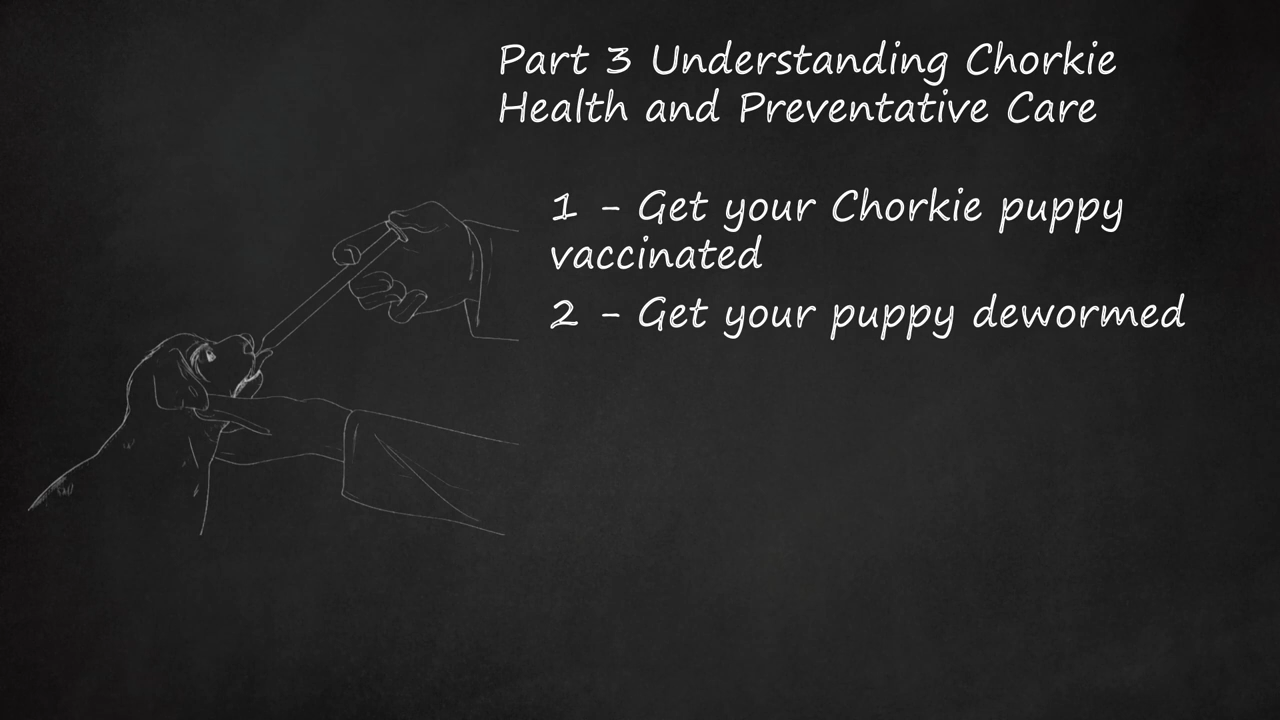 Part 3 Understanding Chorkie
Health and Preventative Care
1 - Get your Chorkie puppy
vaccinated
2 - Get your puppy dewormed